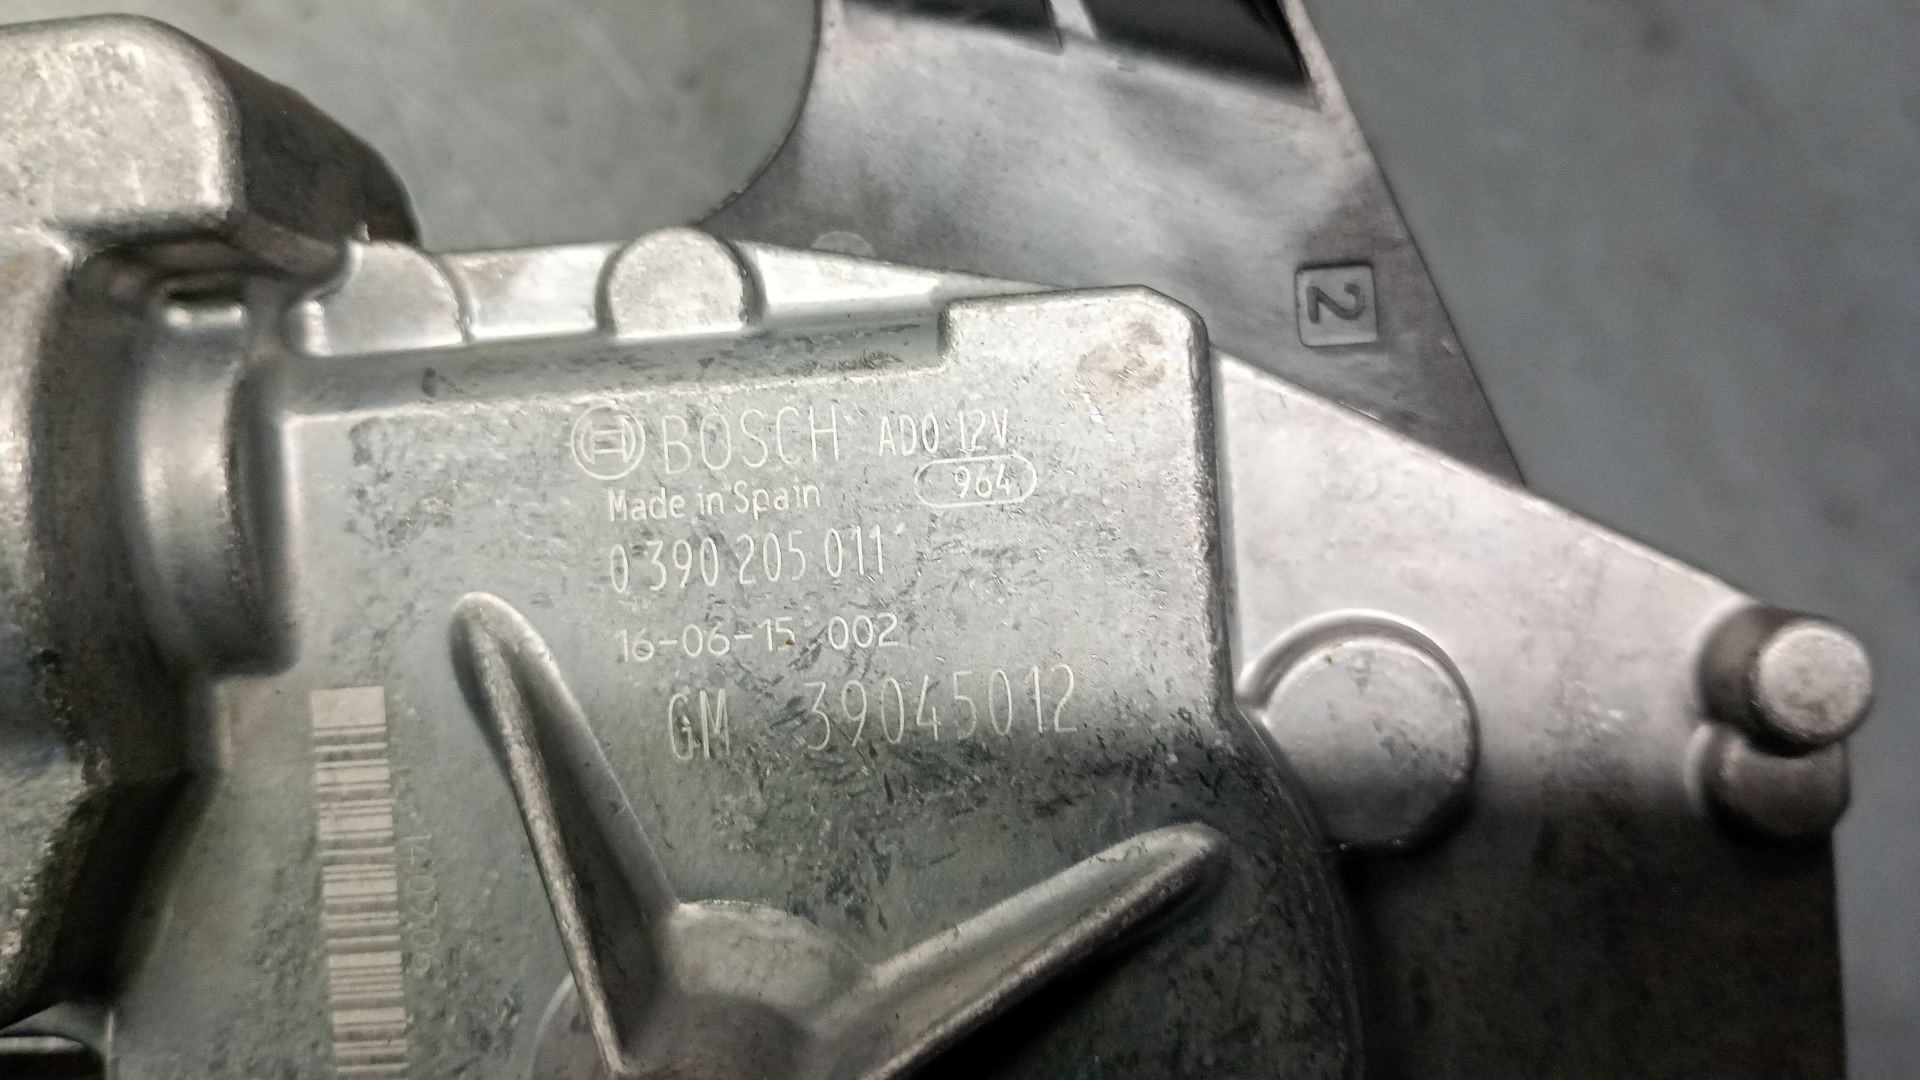 2
BOSCH ADO 12V
964
Made in Spain
0 390 205 011
16-06-15 002
GM 39045012